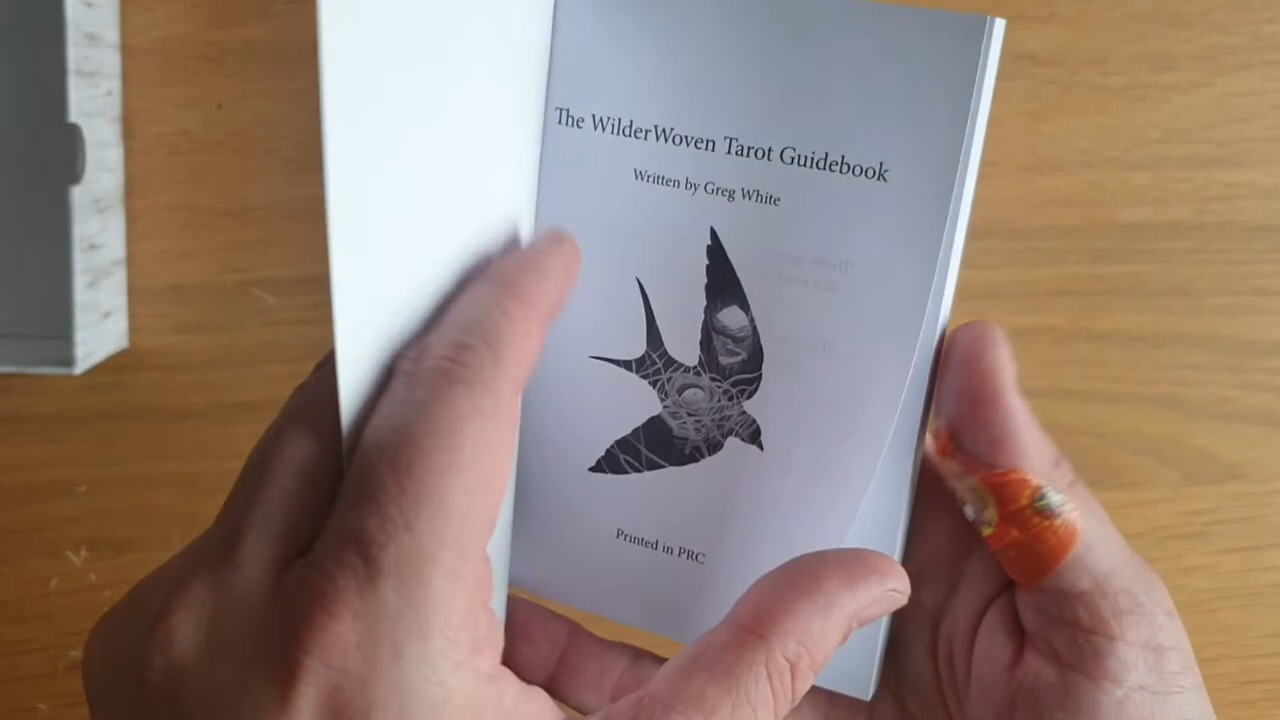 The WilderWoven Tarot Guidebook
Written by Greg White
Printed in PRC